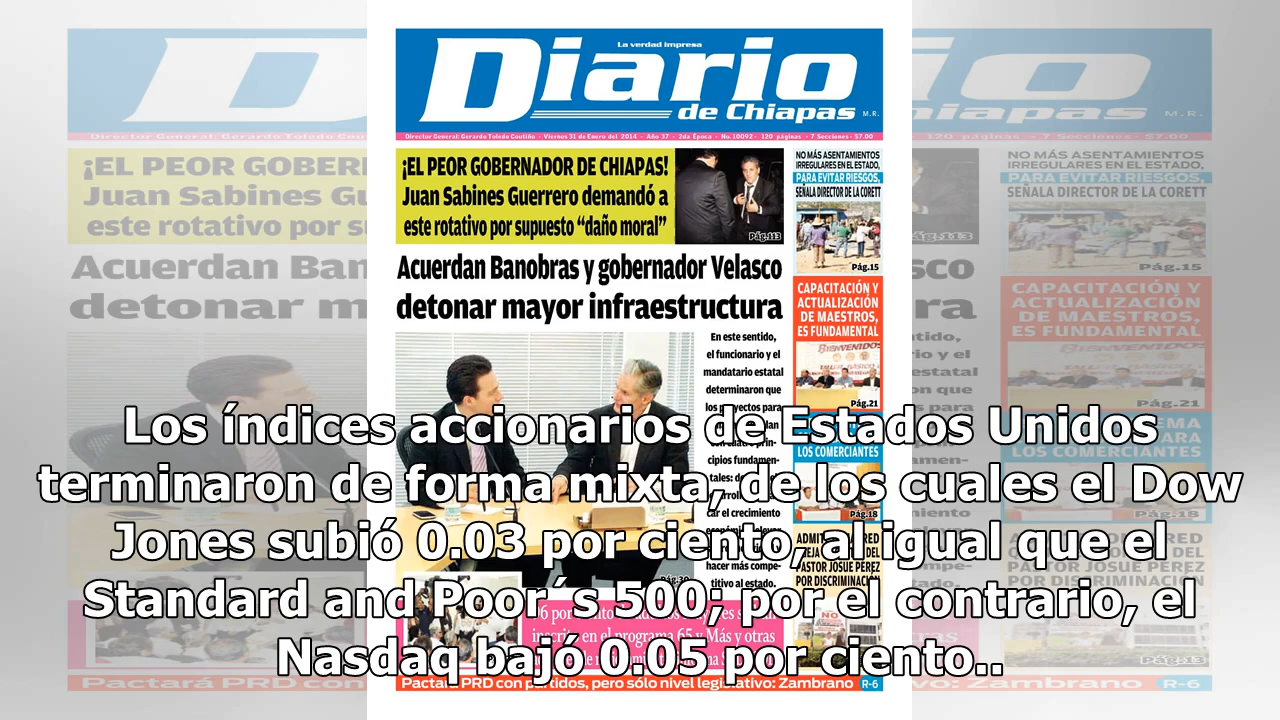 La verdad impresa
Diario
de Chiapas
M.R.
Director General: Gerardo Toledo Coutiño - Viernes 31 de Enero del 2014 - Año 37 - 2da Época - No. 10092 - 120 páginas - 7 Secciones - $7.00
¡EL PEOR GOBERNADOR DE CHIAPAS!
Juan Sabines Guerrero demandó a
este rotativo por supuesto “daño moral”
Pág.113
NO MÁS ASENTAMIENTOS
IRREGULARES EN EL ESTADO,
PARA EVITAR RIESGOS,
SEÑALA DIRECTOR DE LA CORETT
Pág.15
Acuerdan Banobras y gobernador Velasco
detonar mayor infraestructura
En este sentido,
el funcionario y el
mandatario estatal
determinaron que
los proyectos para
CAPACITACIÓN Y
ACTUALIZACIÓN
DE MAESTROS,
ES FUNDAMENTAL
Pág.21
LOS COMERCIANTES
Pág.18
PASTOR JOSUÉ PÉREZ
POR DISCRIMINACIÓN
hacer más compe-
titivo al estado.
Los índices accionarios de Estados Unidos
terminaron de forma mixta, de los cuales el Dow
Jones subió 0.03 por ciento, al igual que el
Standard and Poor´s 500; por el contrario, el
Nasdaq bajó 0.05 por ciento..
Pactará PRD con partidos, pero sólo nivel legislativo: Zambrano
R-6